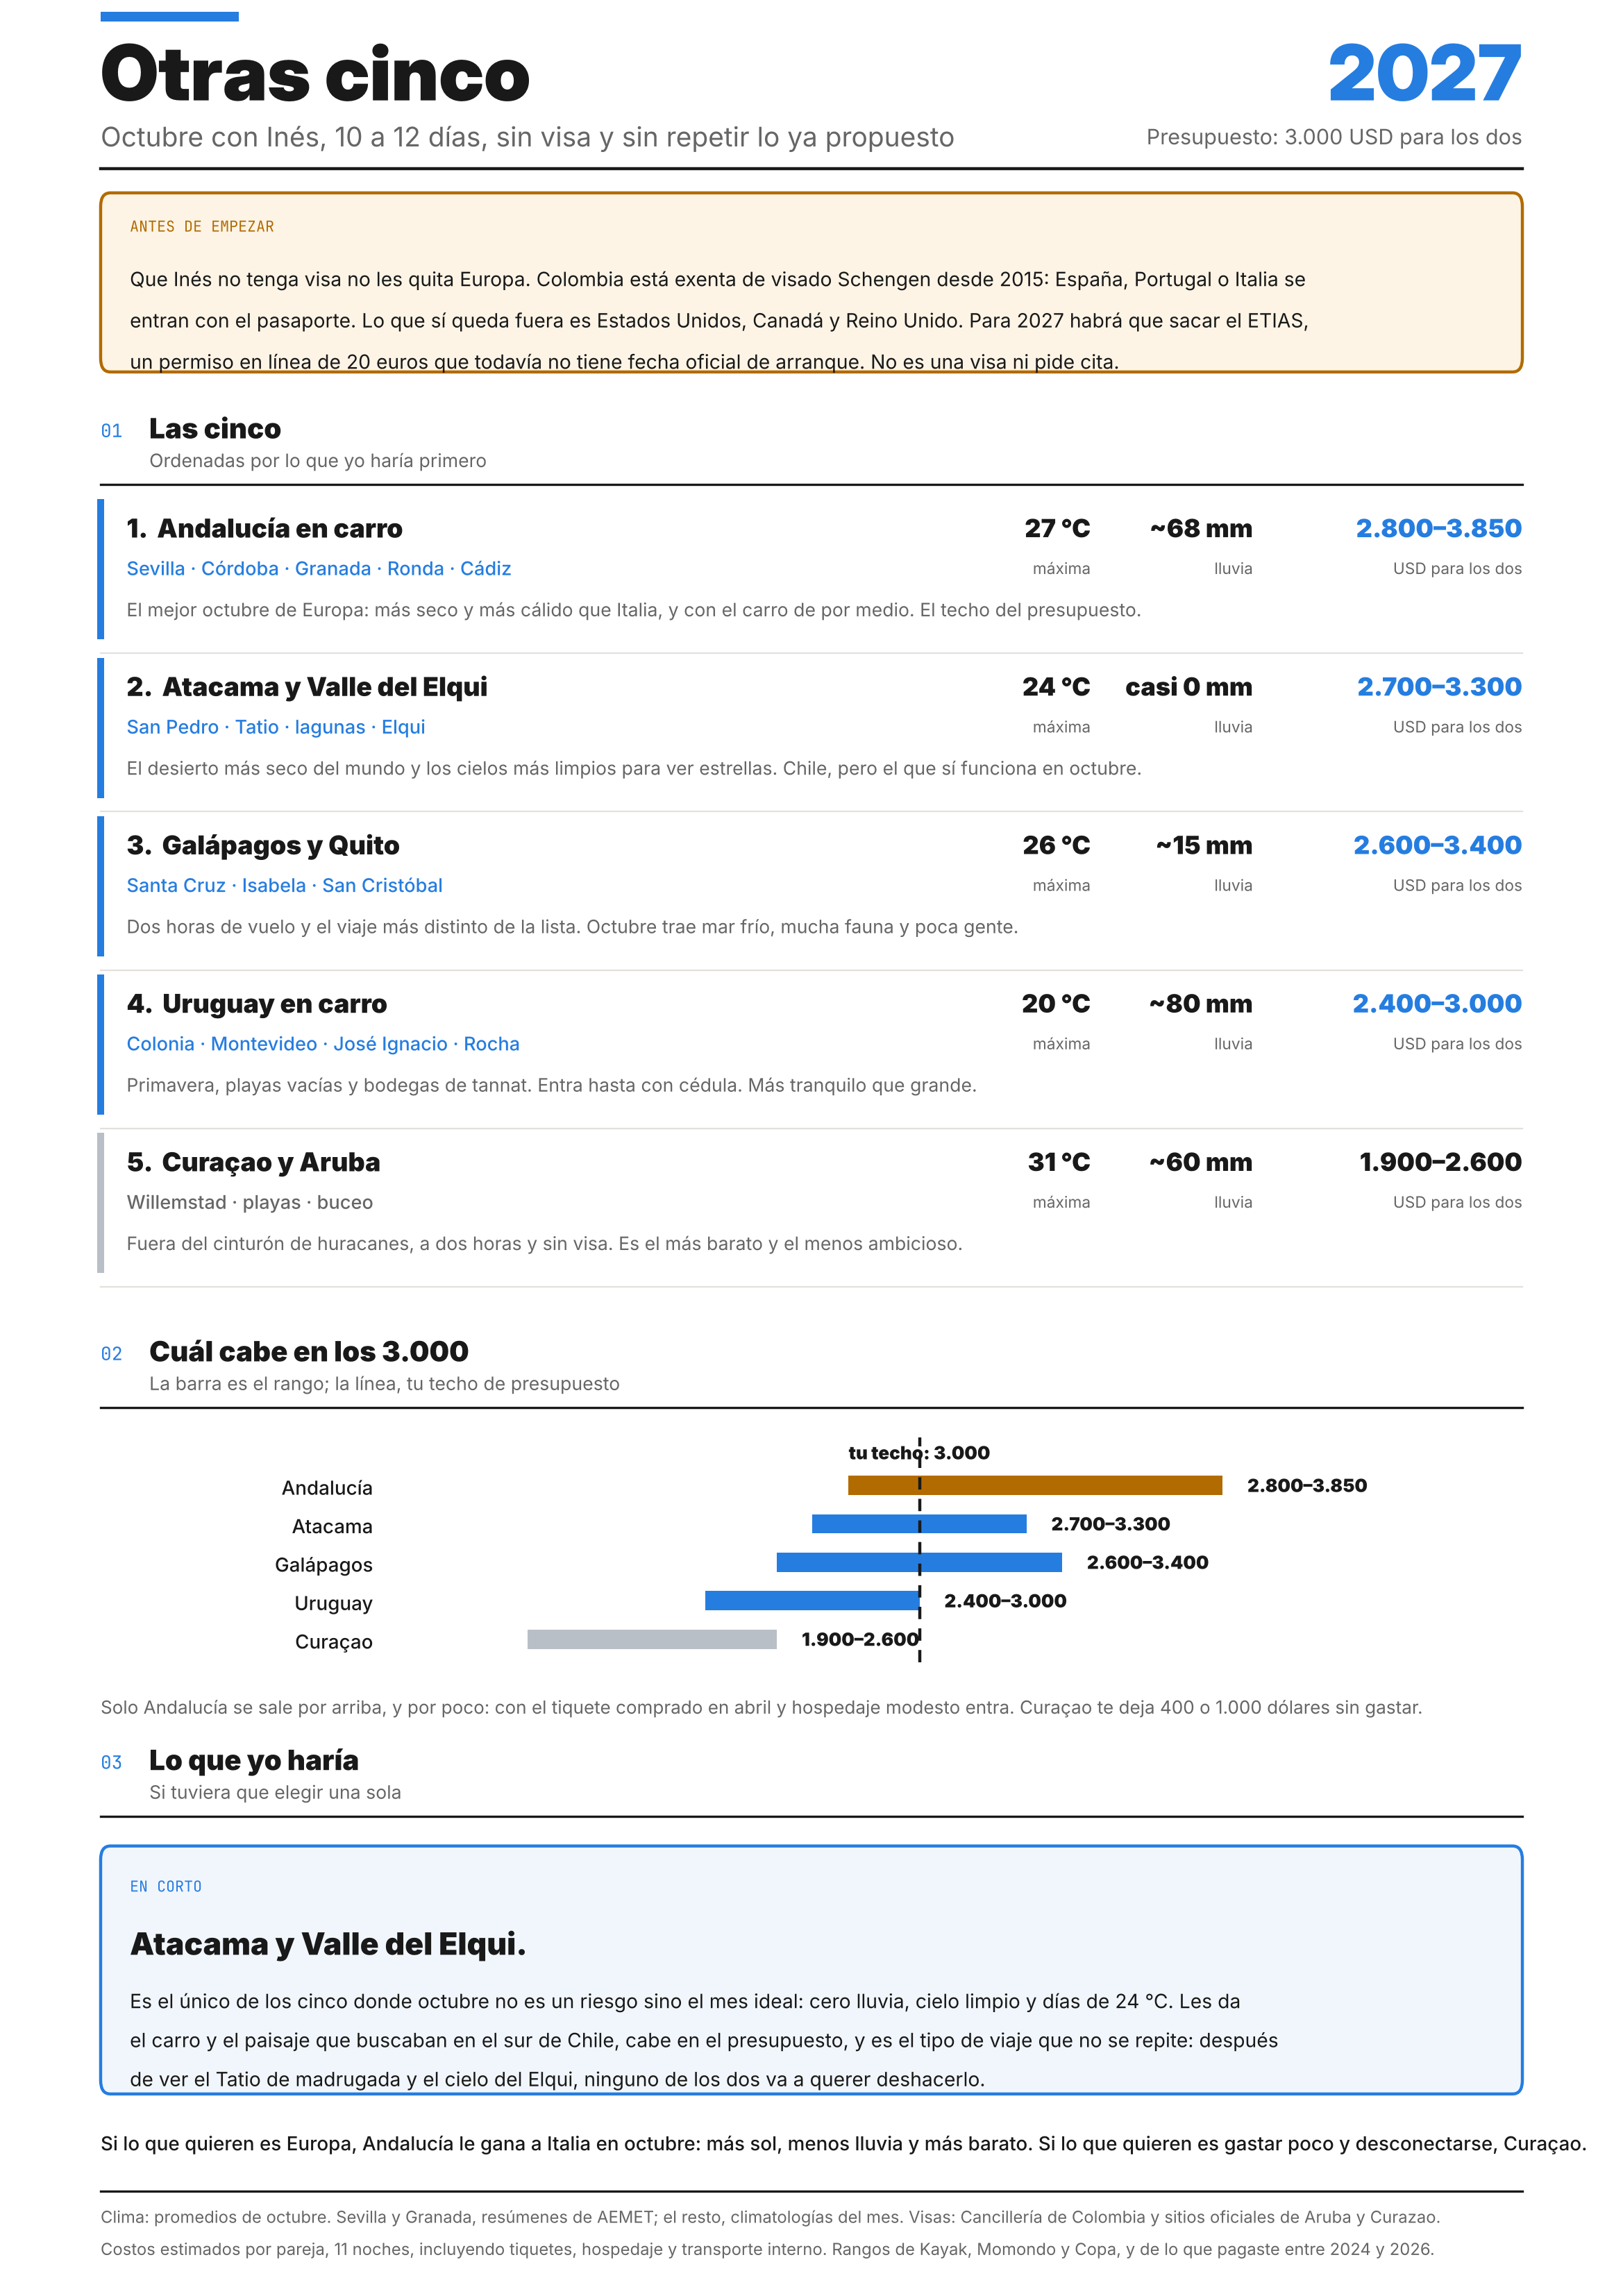 Otras cinco
2027
Octubre con Inés, 10 a 12 días, sin visa y sin repetir lo ya propuesto
Presupuesto: 3.000 USD para los dos
ANTES DE EMPEZAR
Que Inés no tenga visa no les quita Europa. Colombia está exenta de visado Schengen desde 2015: España, Portugal o Italia se
entran con el pasaporte. Lo que sí queda fuera es Estados Unidos, Canadá y Reino Unido. Para 2027 habrá que sacar el ETIAS,
un permiso en línea de 20 euros que todavía no tiene fecha oficial de arranque. No es una visa ni pide cita.
01 Las cinco
Ordenadas por lo que yo haría primero
1. Andalucía en carro 27 °C ~68 mm 2.800–3.850
Sevilla · Córdoba · Granada · Ronda · Cádiz máxima lluvia USD para los dos
El mejor octubre de Europa: más seco y más cálido que Italia, y con el carro de por medio. El techo del presupuesto.
2. Atacama y Valle del Elqui 24 °C casi 0 mm 2.700–3.300
San Pedro · Tatio · lagunas · Elqui máxima lluvia USD para los dos
El desierto más seco del mundo y los cielos más limpios para ver estrellas. Chile, pero el que sí funciona en octubre.
3. Galápagos y Quito 26 °C ~15 mm 2.600–3.400
Santa Cruz · Isabela · San Cristóbal máxima lluvia USD para los dos
Dos horas de vuelo y el viaje más distinto de la lista. Octubre trae mar frío, mucha fauna y poca gente.
4. Uruguay en carro 20 °C ~80 mm 2.400–3.000
Colonia · Montevideo · José Ignacio · Rocha máxima lluvia USD para los dos
Primavera, playas vacías y bodegas de tannat. Entra hasta con cédula. Más tranquilo que grande.
5. Curaçao y Aruba 31 °C ~60 mm 1.900–2.600
Willemstad · playas · buceo máxima lluvia USD para los dos
Fuera del cinturón de huracanes, a dos horas y sin visa. Es el más barato y el menos ambicioso.
02 Cuál cabe en los 3.000
La barra es el rango; la línea, tu techo de presupuesto
tu techo: 3.000
Andalucía 2.800–3.850
Atacama 2.700–3.300
Galápagos 2.600–3.400
Uruguay 2.400–3.000
Curaçao 1.900–2.600
Solo Andalucía se sale por arriba, y por poco: con el tiquete comprado en abril y hospedaje modesto entra. Curaçao te deja 400 o 1.000 dólares sin gastar.
03 Lo que yo haría
Si tuviera que elegir una sola
EN CORTO
Atacama y Valle del Elqui.
Es el único de los cinco donde octubre no es un riesgo sino el mes ideal: cero lluvia, cielo limpio y días de 24 °C. Les da
el carro y el paisaje que buscaban en el sur de Chile, cabe en el presupuesto, y es el tipo de viaje que no se repite: después
de ver el Tatio de madrugada y el cielo del Elqui, ninguno de los dos va a querer deshacerlo.
Si lo que quieren es Europa, Andalucía le gana a Italia en octubre: más sol, menos lluvia y más barato. Si lo que quieren es gastar poco y desconectarse, Curaçao.
Clima: promedios de octubre. Sevilla y Granada, resúmenes de AEMET; el resto, climatologías del mes. Visas: Cancillería de Colombia y sitios oficiales de Aruba y Curazao.
Costos estimados por pareja, 11 noches, incluyendo tiquetes, hospedaje y transporte interno. Rangos de Kayak, Momondo y Copa, y de lo que pagaste entre 2024 y 2026.